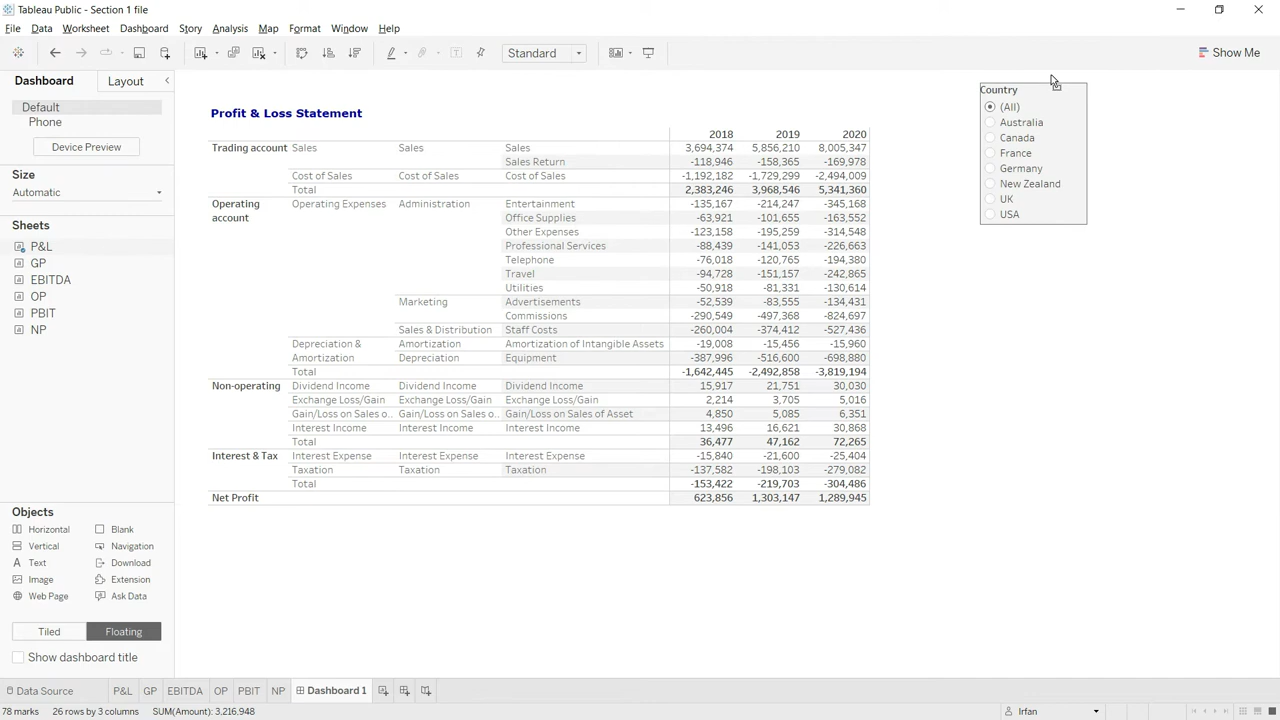 Tableau Public - Section 1 file
File Data Worksheet Dashboard Story Analysis Map Format Window Help
Standard Show Me
Dashboard Layout
Default
Phone
Device Preview
Size
Automatic
Sheets
P&L
GP
EBITDA
OP
PBIT
NP
Objects
Horizontal Blank
Vertical Navigation
Text Download
Image Extension
Web Page Ask Data
Tiled Floating
Show dashboard title
Profit & Loss Statement
2018 2019 2020
Trading account Sales Sales Sales 3,694,374 5,856,210 8,005,347
Sales Return -118,946 -158,365 -169,978
Cost of Sales Cost of Sales Cost of Sales -1,192,182 -1,729,299 -2,494,009
Total 2,383,246 3,968,546 5,341,360
Operating Operating Expenses Administration Entertainment -135,167 -214,247 -345,168
account Office Supplies -63,921 -101,655 -163,552
Other Expenses -123,158 -195,259 -314,548
Professional Services -88,439 -141,053 -226,663
Telephone -76,018 -120,765 -194,380
Travel -94,728 -151,157 -242,865
Utilities -50,918 -81,331 -130,614
Marketing Advertisements -52,539 -83,555 -134,431
Commissions -290,549 -497,368 -824,697
Sales & Distribution Staff Costs -260,004 -374,412 -527,436
Depreciation & Amortization Amortization of Intangible Assets -19,008 -15,456 -15,960
Amortization Depreciation Equipment -387,996 -516,600 -698,880
Total -1,642,445 -2,492,858 -3,819,194
Non-operating Dividend Income Dividend Income Dividend Income 15,917 21,751 30,030
Exchange Loss/Gain Exchange Loss/Gain Exchange Loss/Gain 2,214 3,705 5,016
Gain/Loss on Sales o.. Gain/Loss on Sales o.. Gain/Loss on Sales of Asset 4,850 5,085 6,351
Interest Income Interest Income Interest Income 13,496 16,621 30,868
Total 36,477 47,162 72,265
Interest & Tax Interest Expense Interest Expense Interest Expense -15,840 -21,600 -25,404
Taxation Taxation Taxation -137,582 -198,103 -279,082
Total -153,422 -219,703 -304,486
Net Profit 623,856 1,303,147 1,289,945
Country
(All)
Australia
Canada
France
Germany
New Zealand
UK
USA
Data Source P&L GP EBITDA OP PBIT NP Dashboard 1
78 marks 26 rows by 3 columns SUM(Amount): 3,216,948 Irfan